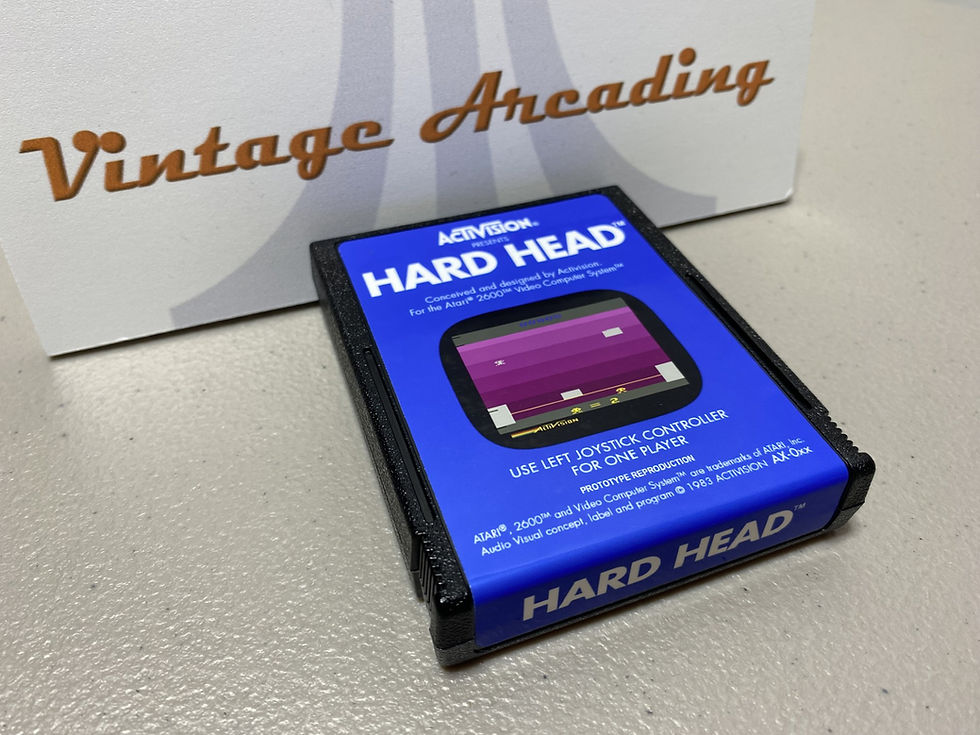 Vintage Arcading
ACTIVISION®
PRESENTS
HARD HEAD™
Conceived and designed by Activision.
For the Atari® 2600™ Video Computer System™
= 2
ACTIVISION
USE LEFT JOYSTICK CONTROLLER
FOR ONE PLAYER
PROTOTYPE REPRODUCTION
ATARI®, 2600™ and Video Computer System™ are trademarks of ATARI, Inc.
Audio Visual concept, label and program © 1983 ACTIVISION AX-0xx
HARD HEAD™